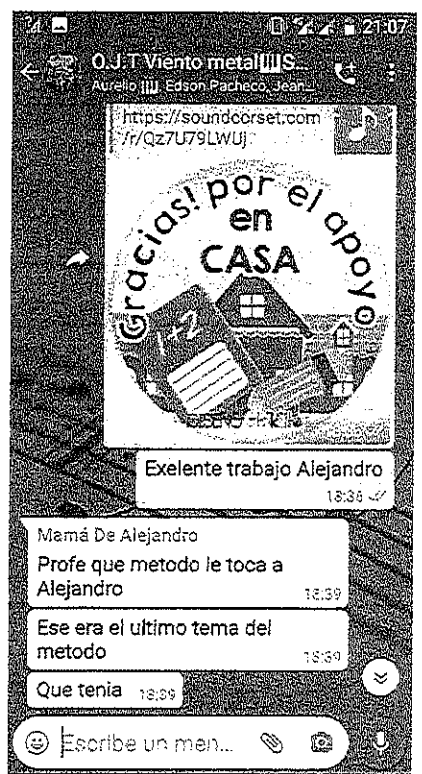 21:07
O.J.T Viento metal S...
Aurelio Edson Pacheco, Jean...
https://soundcorset.com
/r/Qz7U79LWUj
Gracias! por el apoyo
en
CASA
1+2
Exelente trabajo Alejandro
18:38
Mamá De Alejandro
Profe que metodo le toca a
Alejandro
18:39
Ese era el ultimo tema del
metodo
18:39
Que tenia 18:39
Escribe un men...